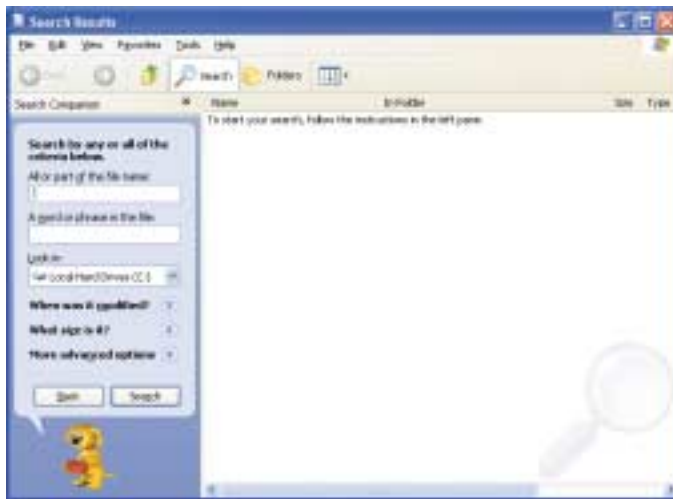 Search Results
File Edit View Favorites Tools Help
Search Folders
Search Companion
Name In Folder Size Type
To start your search, follow the instructions in the left pane.
Search by any or all of the
criteria below.
All or part of the file name:
A word or phrase in the file:
Look in:
Local Hard Drives (C:)
When was it modified?
What size is it?
More advanced options
Back Search